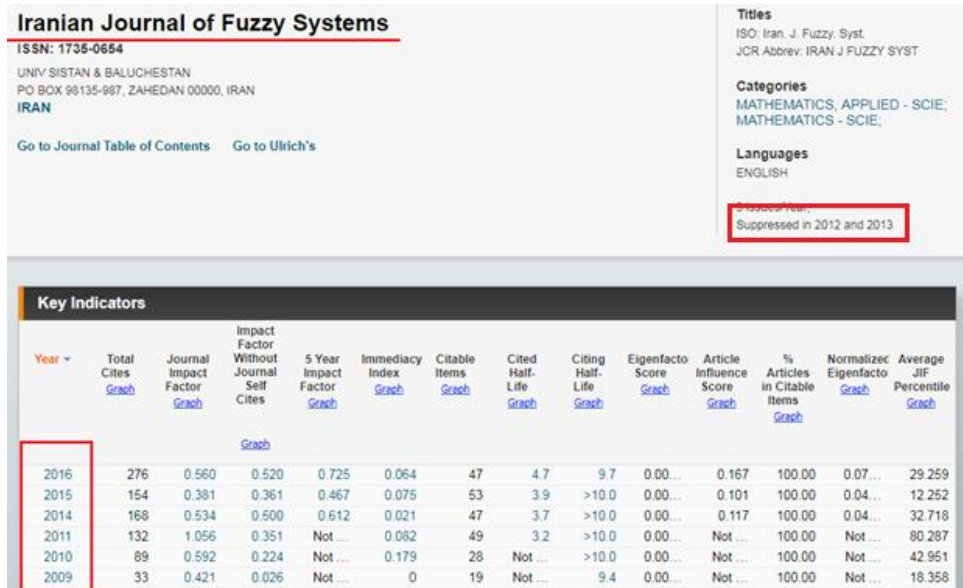 Iranian Journal of Fuzzy Systems
ISSN: 1735-0654
UNIV SISTAN & BALUCHESTAN
PO BOX 98135-987, ZAHEDAN 00000, IRAN
IRAN
Go to Journal Table of Contents Go to Ulrich's
Titles
ISO: Iran. J. Fuzzy. Syst.
JCR Abbrev: IRAN J FUZZY SYST
Categories
MATHEMATICS, APPLIED - SCIE;
MATHEMATICS - SCIE;
Languages
ENGLISH
Suppressed in 2012 and 2013
Key Indicators
Year Total Cites Graph Journal Impact Factor Graph Impact Factor Without Journal Self Cites Graph 5 Year Impact Factor Graph Immediacy Index Graph Citable Items Graph Cited Half-Life Graph Citing Half-Life Graph Eigenfacto Score Graph Article Influence Score Graph % Articles in Citable Items Graph Normalized Eigenfacto Graph Average JIF Percentile Graph
2016 276 0.560 0.520 0.725 0.064 47 4.7 9.7 0.00... 0.167 100.00 0.07... 29.259
2015 154 0.381 0.361 0.467 0.075 53 3.9 >10.0 0.00... 0.101 100.00 0.04... 12.252
2014 168 0.534 0.500 0.612 0.021 47 3.7 >10.0 0.00... 0.117 100.00 0.04... 32.718
2011 132 1.056 0.351 Not ... 0.082 49 3.2 >10.0 0.00... Not ... 100.00 Not ... 80.287
2010 89 0.592 0.224 Not ... 0.179 28 Not ... >10.0 0.00... Not ... 100.00 Not ... 42.951
2009 33 0.421 0.026 Not ... 0 19 Not ... 9.4 0.00... Not ... 100.00 Not ... 18.358